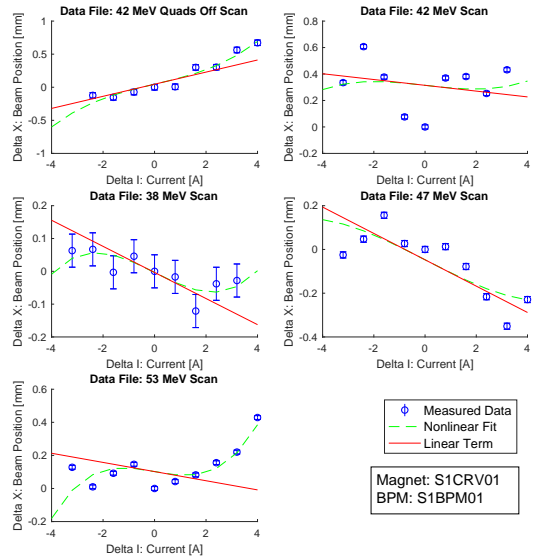 Data File: 42 MeV Quads Off Scan
Delta X: Beam Position [mm]
1
0.5
0
-0.5
-1
-4 -2 0 2 4
Delta I: Current [A]
Data File: 42 MeV Scan
Delta X: Beam Position [mm]
0.8
0.6
0.4
0.2
0
-0.2
-4 -2 0 2 4
Delta I: Current [A]
Data File: 38 MeV Scan
Delta X: Beam Position [mm]
0.2
0.1
0
-0.1
-0.2
-4 -2 0 2 4
Delta I: Current [A]
Data File: 47 MeV Scan
Delta X: Beam Position [mm]
0.2
0
-0.2
-0.4
-4 -2 0 2 4
Delta I: Current [A]
Data File: 53 MeV Scan
Delta X: Beam Position [mm]
0.6
0.4
0.2
0
-0.2
-4 -2 0 2 4
Delta I: Current [A]
Measured Data
Nonlinear Fit
Linear Term
Magnet: S1CRV01
BPM: S1BPM01